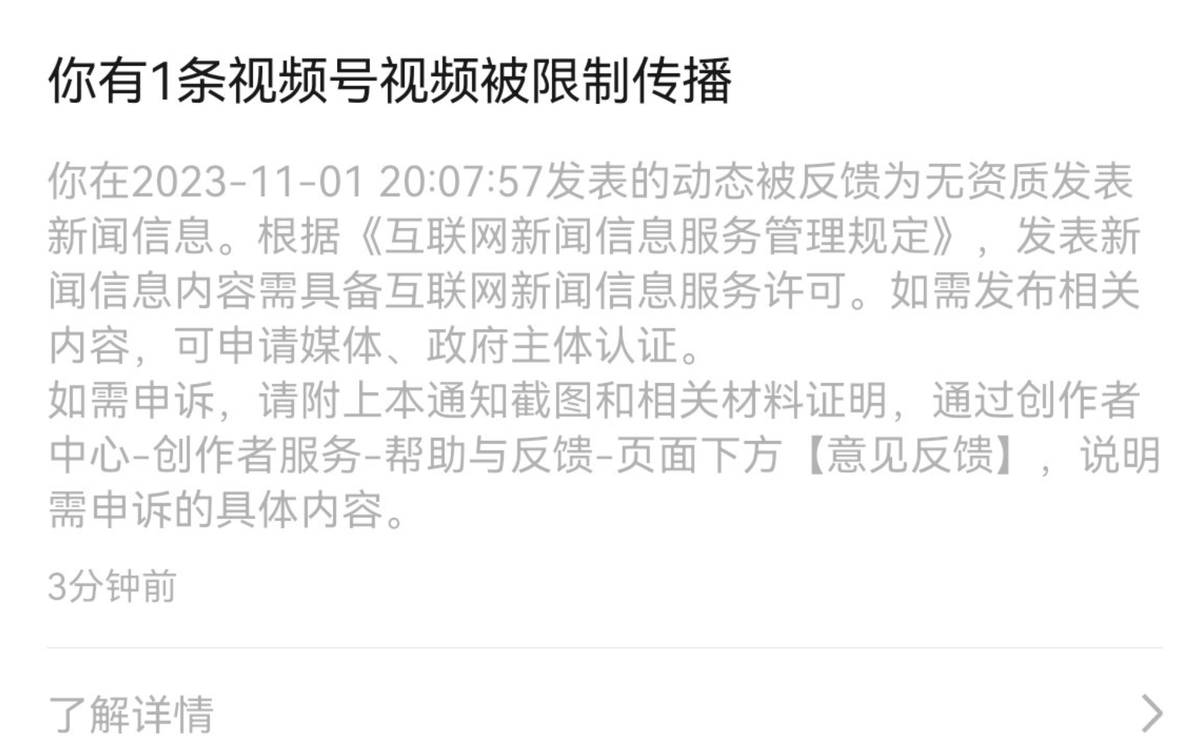 你有1条视频号视频被限制传播
你在2023-11-01 20:07:57发表的动态被反馈为无资质发表
新闻信息。根据《互联网新闻信息服务管理规定》，发表新
闻信息内容需具备互联网新闻信息服务许可。如需发布相关
内容，可申请媒体、政府主体认证。
如需申诉，请附上本通知截图和相关材料证明，通过创作者
中心-创作者服务-帮助与反馈-页面下方【意见反馈】，说明
需申诉的具体内容。
3分钟前
了解详情